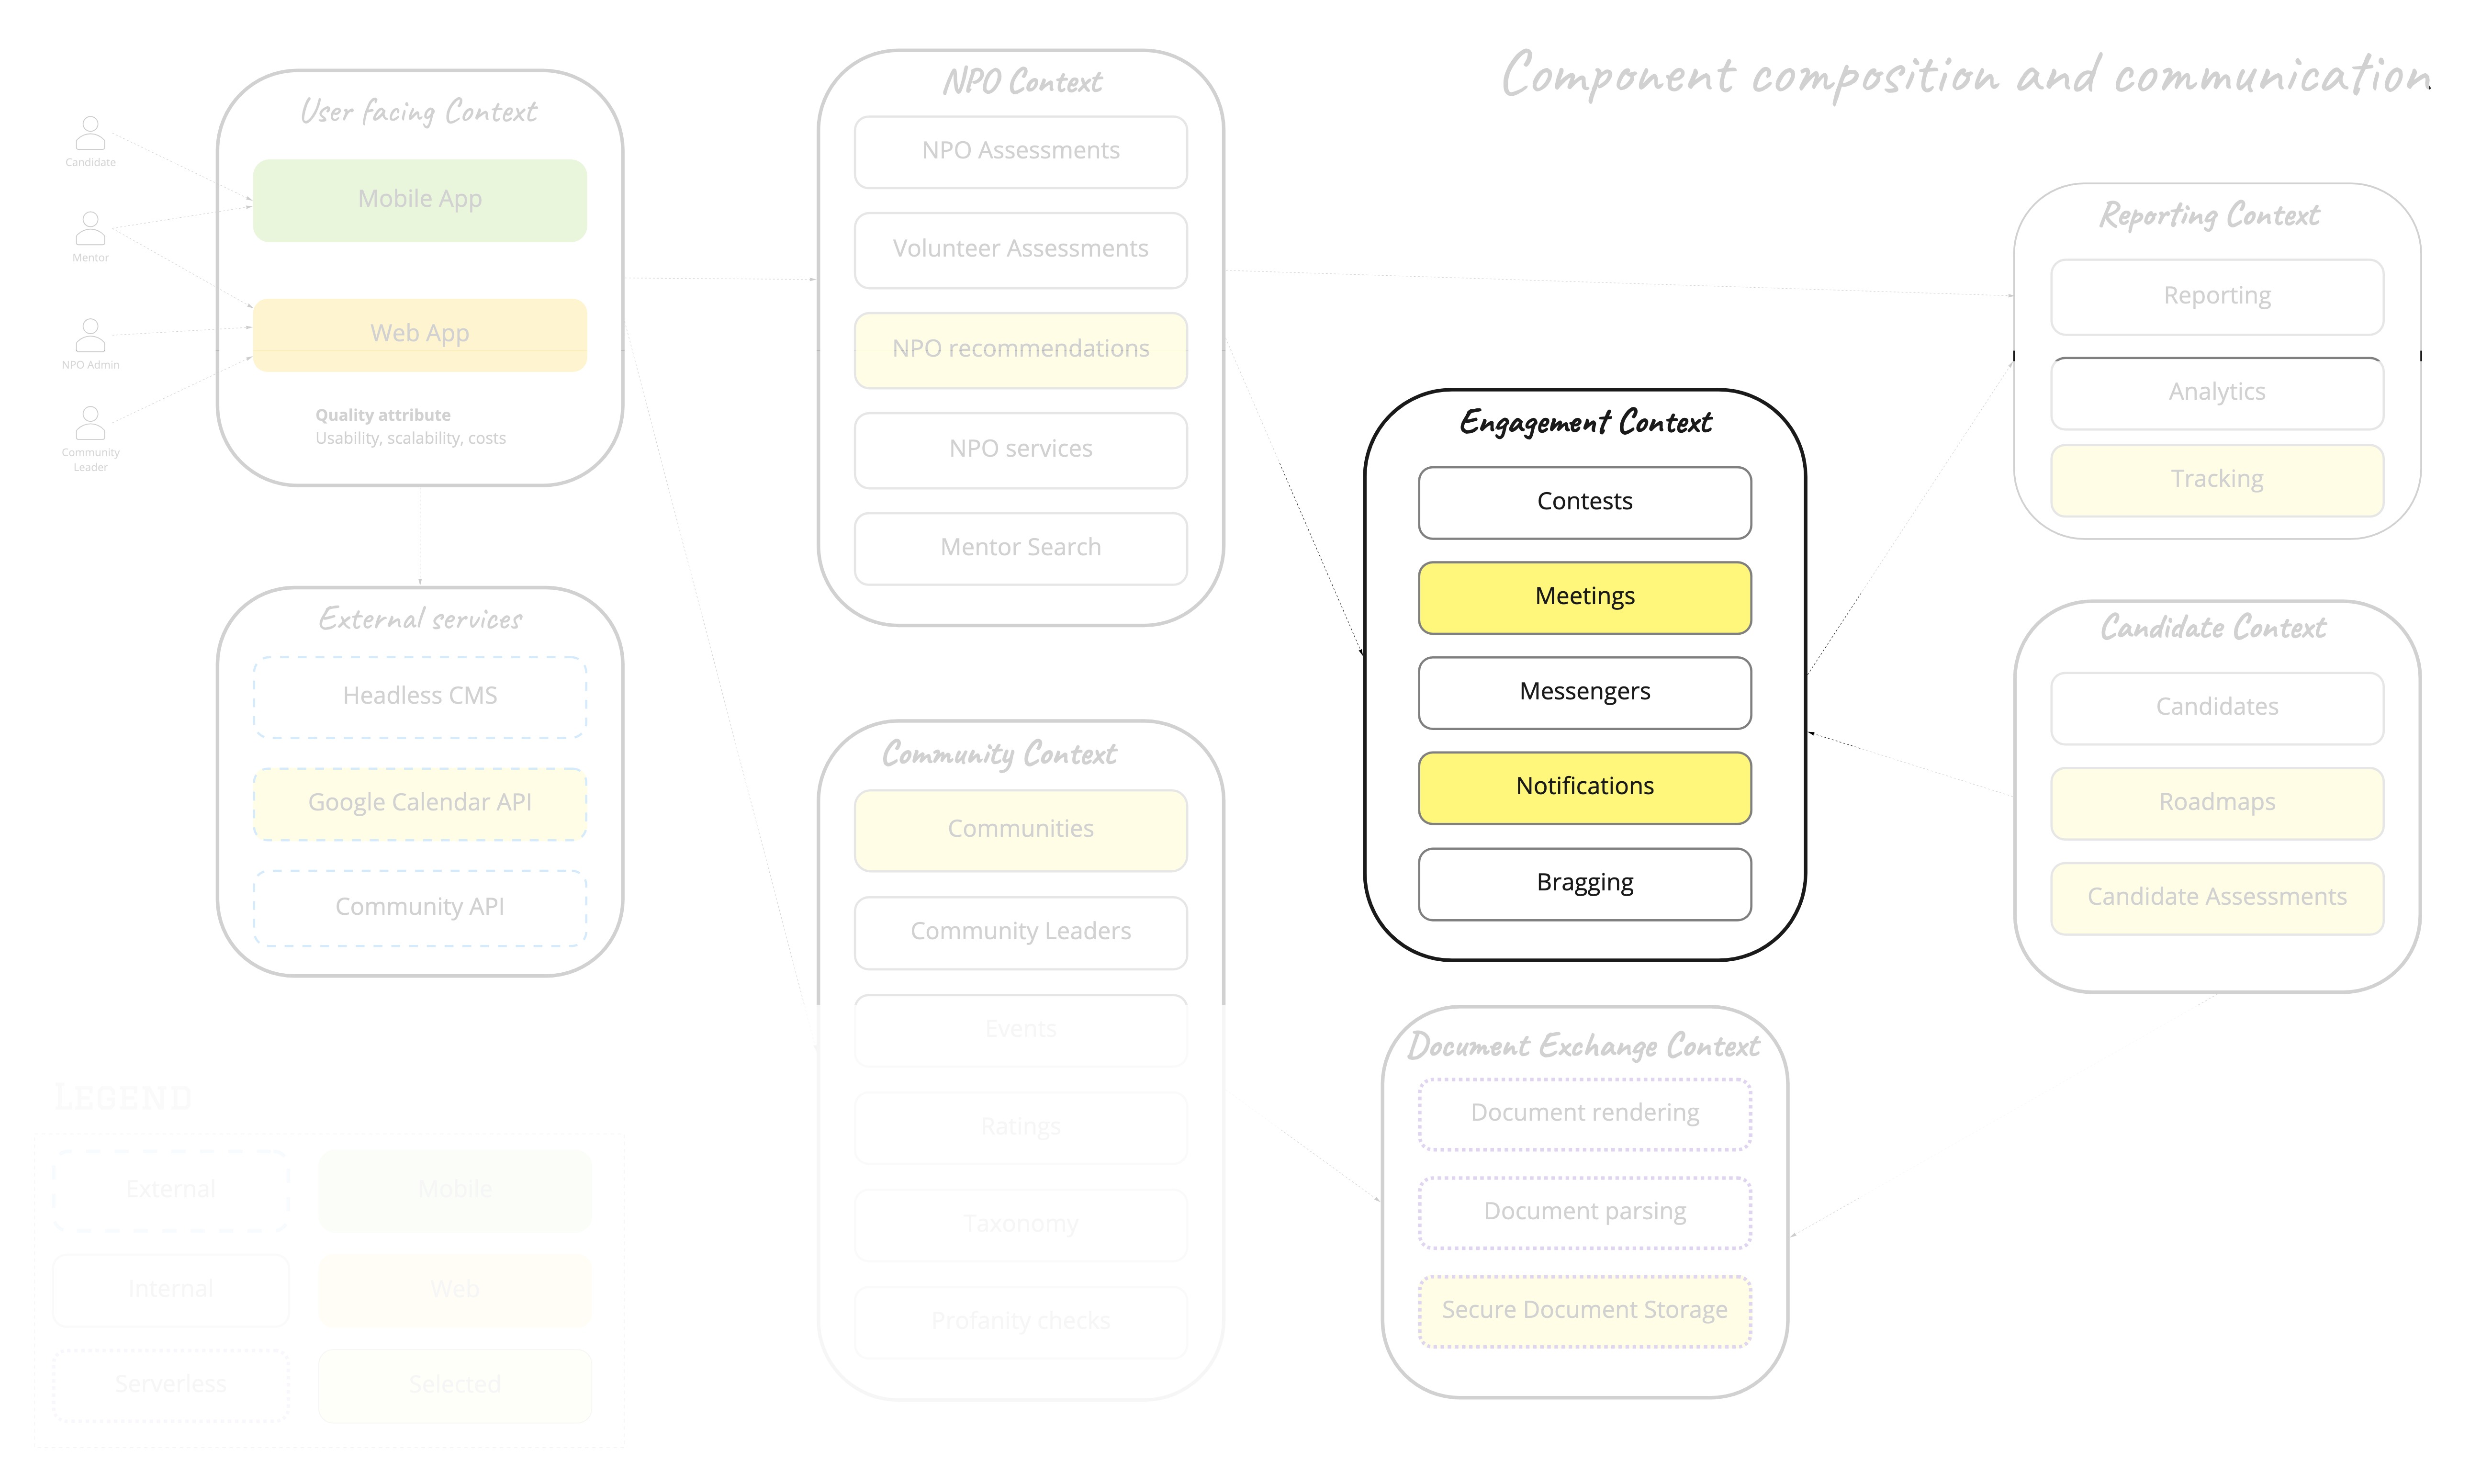 Component composition and communication
Candidate
Mentor
NPO Admin
Community
Leader
User facing Context
Mobile App
Web App
Quality attribute
Usability, scalability, costs
External services
Headless CMS
Google Calendar API
Community API
NPO Context
NPO Assessments
Volunteer Assessments
NPO recommendations
NPO services
Mentor Search
Community Context
Communities
Community Leaders
Events
Ratings
Taxonomy
Profanity checks
Engagement Context
Contests
Meetings
Messengers
Notifications
Bragging
Document Exchange Context
Document rendering
Document parsing
Secure Document Storage
Reporting Context
Reporting
Analytics
Tracking
Candidate Context
Candidates
Roadmaps
Candidate Assessments
LEGEND
External
Mobile
Internal
Web
Serverless
Selected